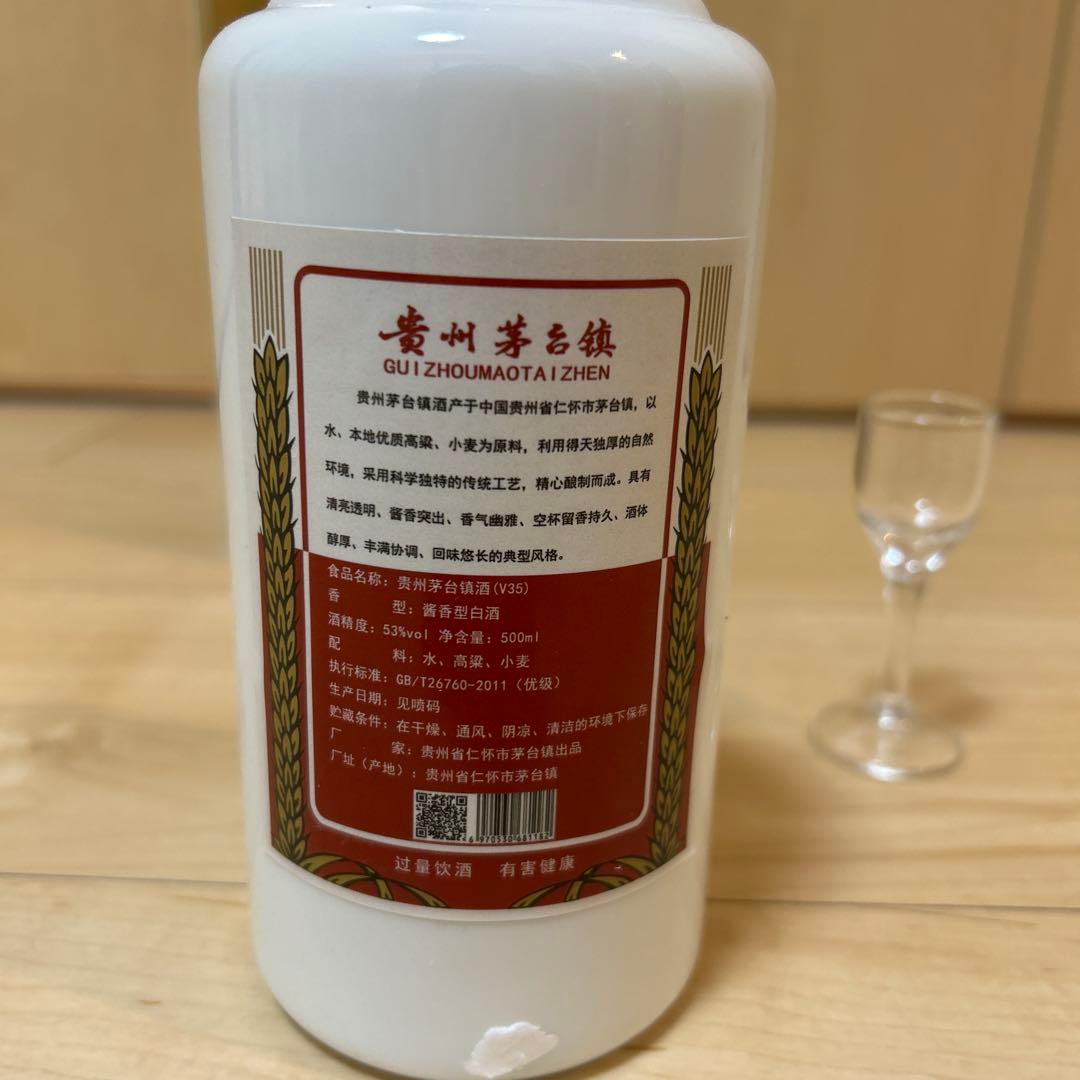 贵州茅台镇
GUIZHOUMAOTAIZHEN
贵州茅台镇酒产于中国贵州省仁怀市茅台镇，以
水、本地优质高粱、小麦为原料，利用得天独厚的自然
环境，采用科学独特的传统工艺，精心酿制而成。具有
清亮透明、酱香突出、香气幽雅、空杯留香持久、酒体
醇厚、丰满协调、回味悠长的典型风格。
食品名称：贵州茅台镇酒(V35)
香 型：酱香型白酒
酒精度：53%vol 净含量：500ml
配 料：水、高粱、小麦
执行标准：GB/T26760-2011（优级）
生产日期：见喷码
贮藏条件：在干燥、通风、阴凉、清洁的环境下保存
厂 家：贵州省仁怀市茅台镇出品
厂址（产地）：贵州省仁怀市茅台镇
6 970530 681182
过量饮酒 有害健康